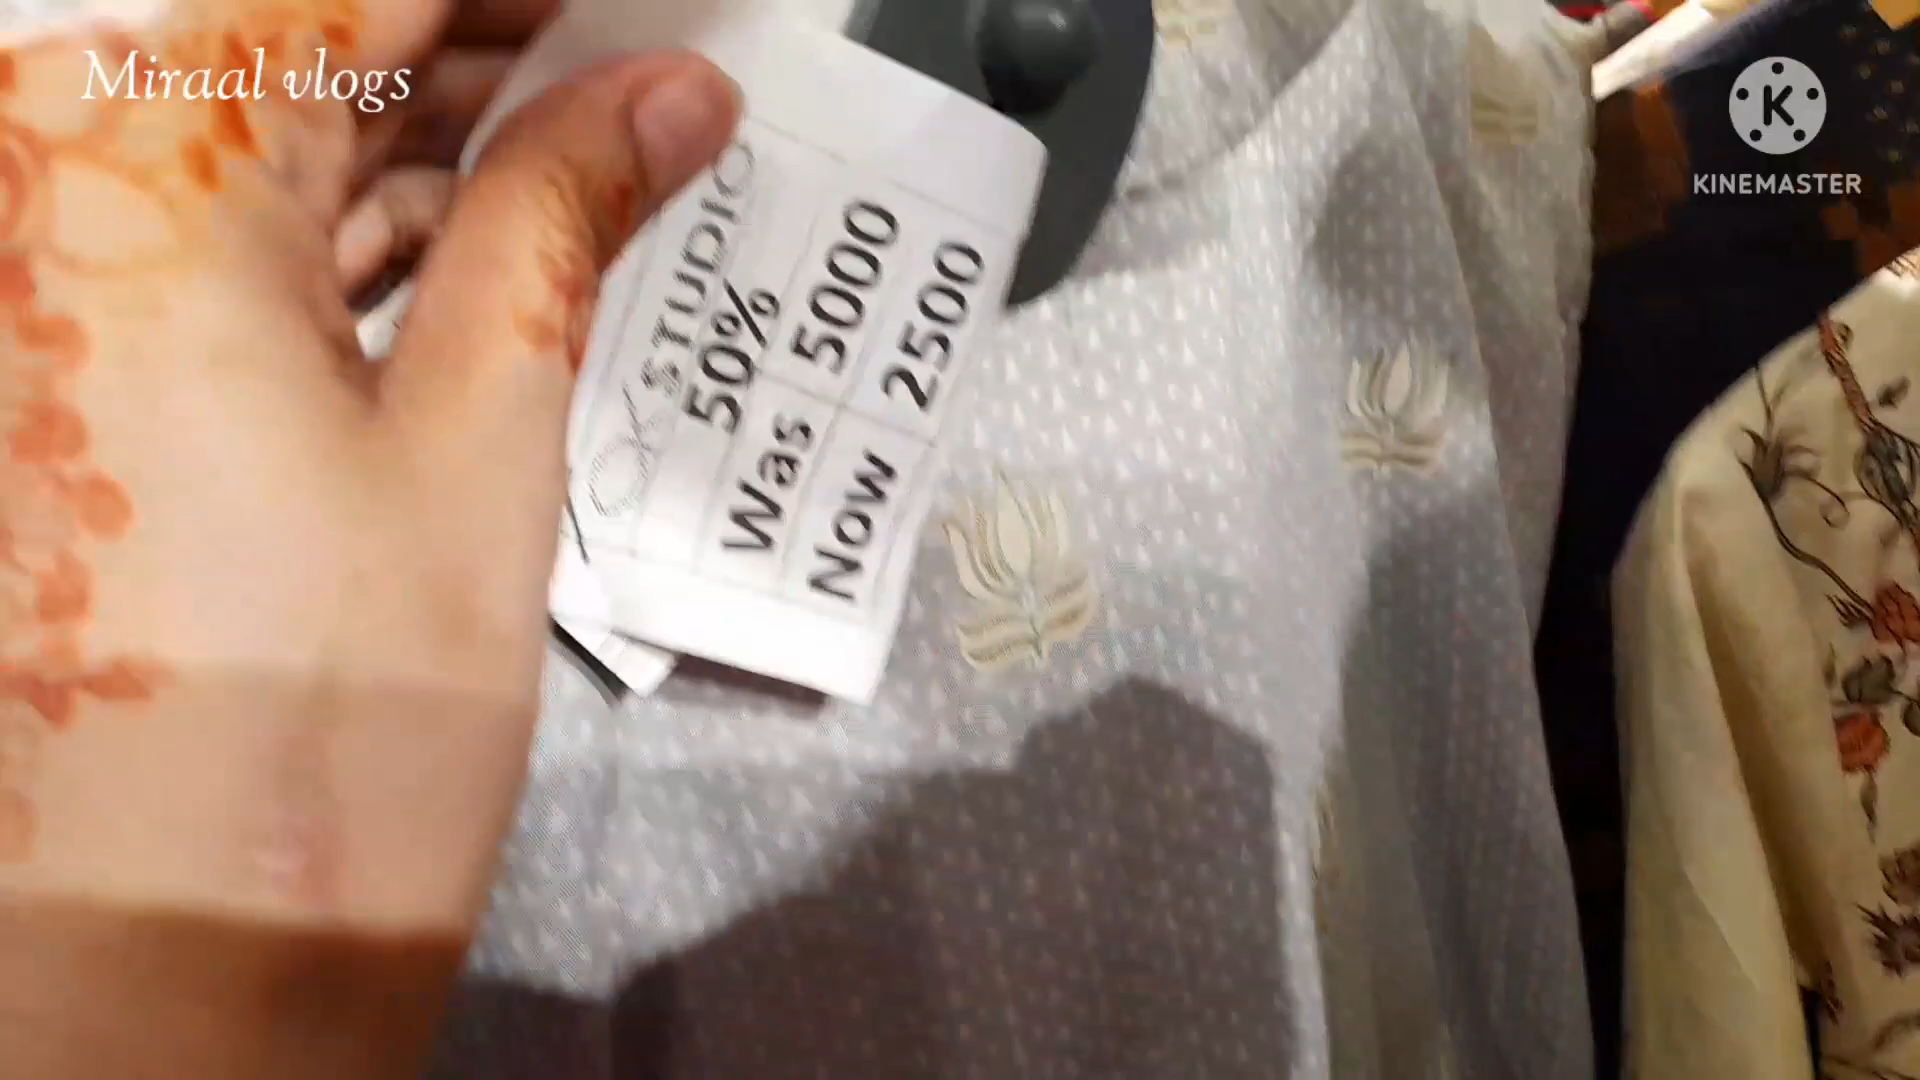 Miraal vlogs
KINEMASTER
STUDIO
50%
Was 5000
Now 2500